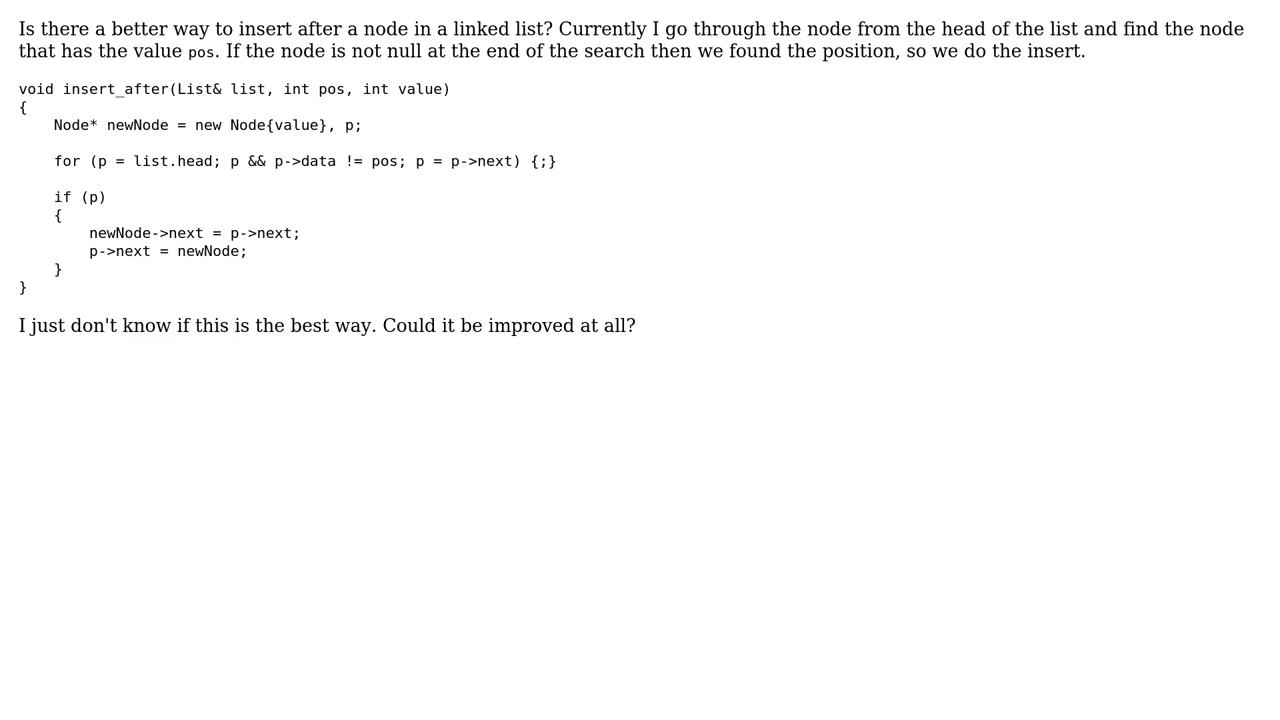 Is there a better way to insert after a node in a linked list? Currently I go through the node from the head of the list and find the node
that has the value pos. If the node is not null at the end of the search then we found the position, so we do the insert.
void insert_after(List& list, int pos, int value)
{
    Node* newNode = new Node{value}, p;
    for (p = list.head; p && p->data != pos; p = p->next) {;}
    if (p)
    {
        newNode->next = p->next;
        p->next = newNode;
    }
}
I just don't know if this is the best way. Could it be improved at all?